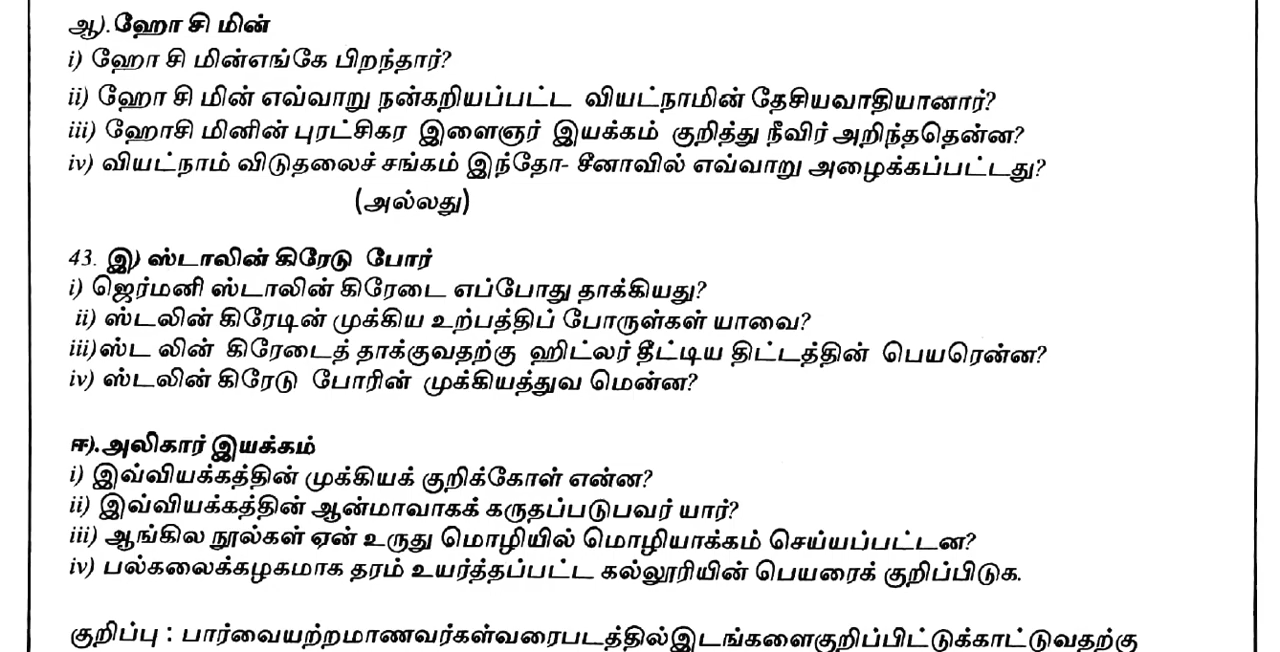 ஆ).ஹோ சி மின்
i) ஹோ சி மின்எங்கே பிறந்தார்?
ii) ஹோ சி மின் எவ்வாறு நன்கறியப்பட்ட வியட்நாமின் தேசியவாதியானார்?
iii) ஹோசி மினின் புரட்சிகர இளைஞர் இயக்கம் குறித்து நீவிர் அறிந்ததென்ன?
iv) வியட்நாம் விடுதலைச் சங்கம் இந்தோ- சீனாவில் எவ்வாறு அழைக்கப்பட்டது?
(அல்லது)
43. இ) ஸ்டாலின் கிரேடு போர்
i) ஜெர்மனி ஸ்டாலின் கிரேடை எப்போது தாக்கியது?
ii) ஸ்டலின் கிரேடின் முக்கிய உற்பத்திப் போருள்கள் யாவை?
iii)ஸ்ட லின் கிரேடைத் தாக்குவதற்கு ஹிட்லர் தீட்டிய திட்டத்தின் பெயரென்ன?
iv) ஸ்டலின் கிரேடு போரின் முக்கியத்துவ மென்ன?
ஈ).அலிகார் இயக்கம்
i) இவ்வியக்கத்தின் முக்கியக் குறிக்கோள் என்ன?
ii) இவ்வியக்கத்தின் ஆன்மாவாகக் கருதப்படுபவர் யார்?
iii) ஆங்கில நூல்கள் ஏன் உருது மொழியில் மொழியாக்கம் செய்யப்பட்டன?
iv) பல்கலைக்கழகமாக தரம் உயர்த்தப்பட்ட கல்லூரியின் பெயரைக் குறிப்பிடுக.
குறிப்பு : பார்வையற்றமாணவர்கள்வரைபடத்தில்இடங்களைகுறிப்பிட்டுக்காட்டுவதற்கு